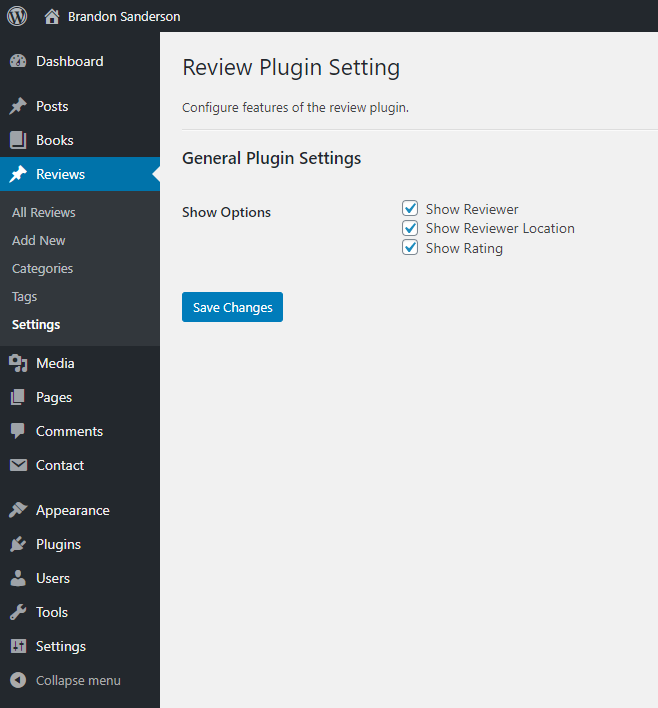 Brandon Sanderson
Dashboard
Posts
Books
Reviews
All Reviews
Add New
Categories
Tags
Settings
Media
Pages
Comments
Contact
Appearance
Plugins
Users
Tools
Settings
Collapse menu
Review Plugin Setting
Configure features of the review plugin.
General Plugin Settings
Show Options
Show Reviewer
Show Reviewer Location
Show Rating
Save Changes